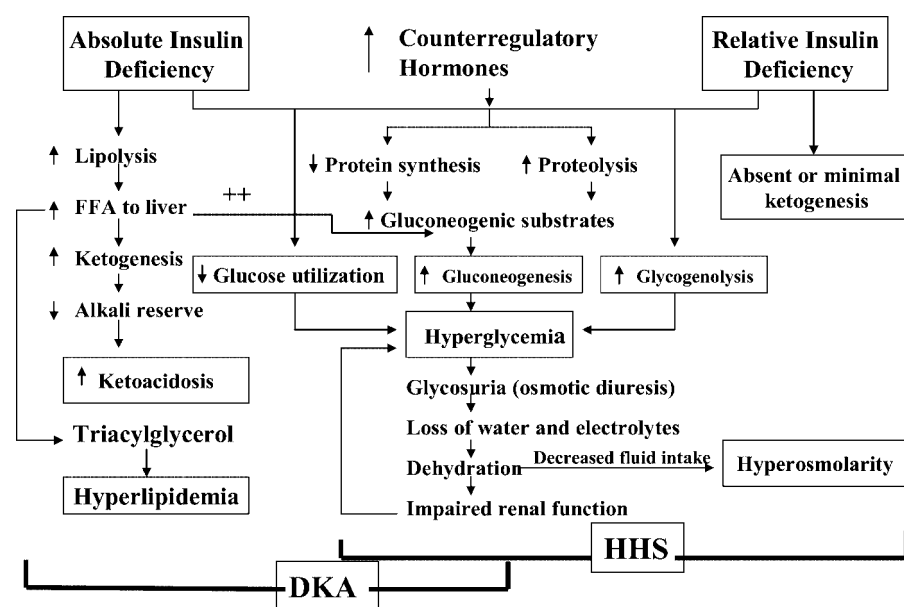 Absolute Insulin
Deficiency
↑ Counterregulatory
Hormones
Relative Insulin
Deficiency
↑ Lipolysis
↓ Protein synthesis
↑ Proteolysis
Absent or minimal
ketogenesis
++
↑ FFA to liver
↑ Gluconeogenic substrates
↑ Ketogenesis
↓ Glucose utilization
↑ Gluconeogenesis
↑ Glycogenolysis
↓ Alkali reserve
Hyperglycemia
↑ Ketoacidosis
Glycosuria (osmotic diuresis)
Triacylglycerol
Loss of water and electrolytes
Dehydration
Decreased fluid intake
Hyperosmolarity
Hyperlipidemia
Impaired renal function
HHS
DKA